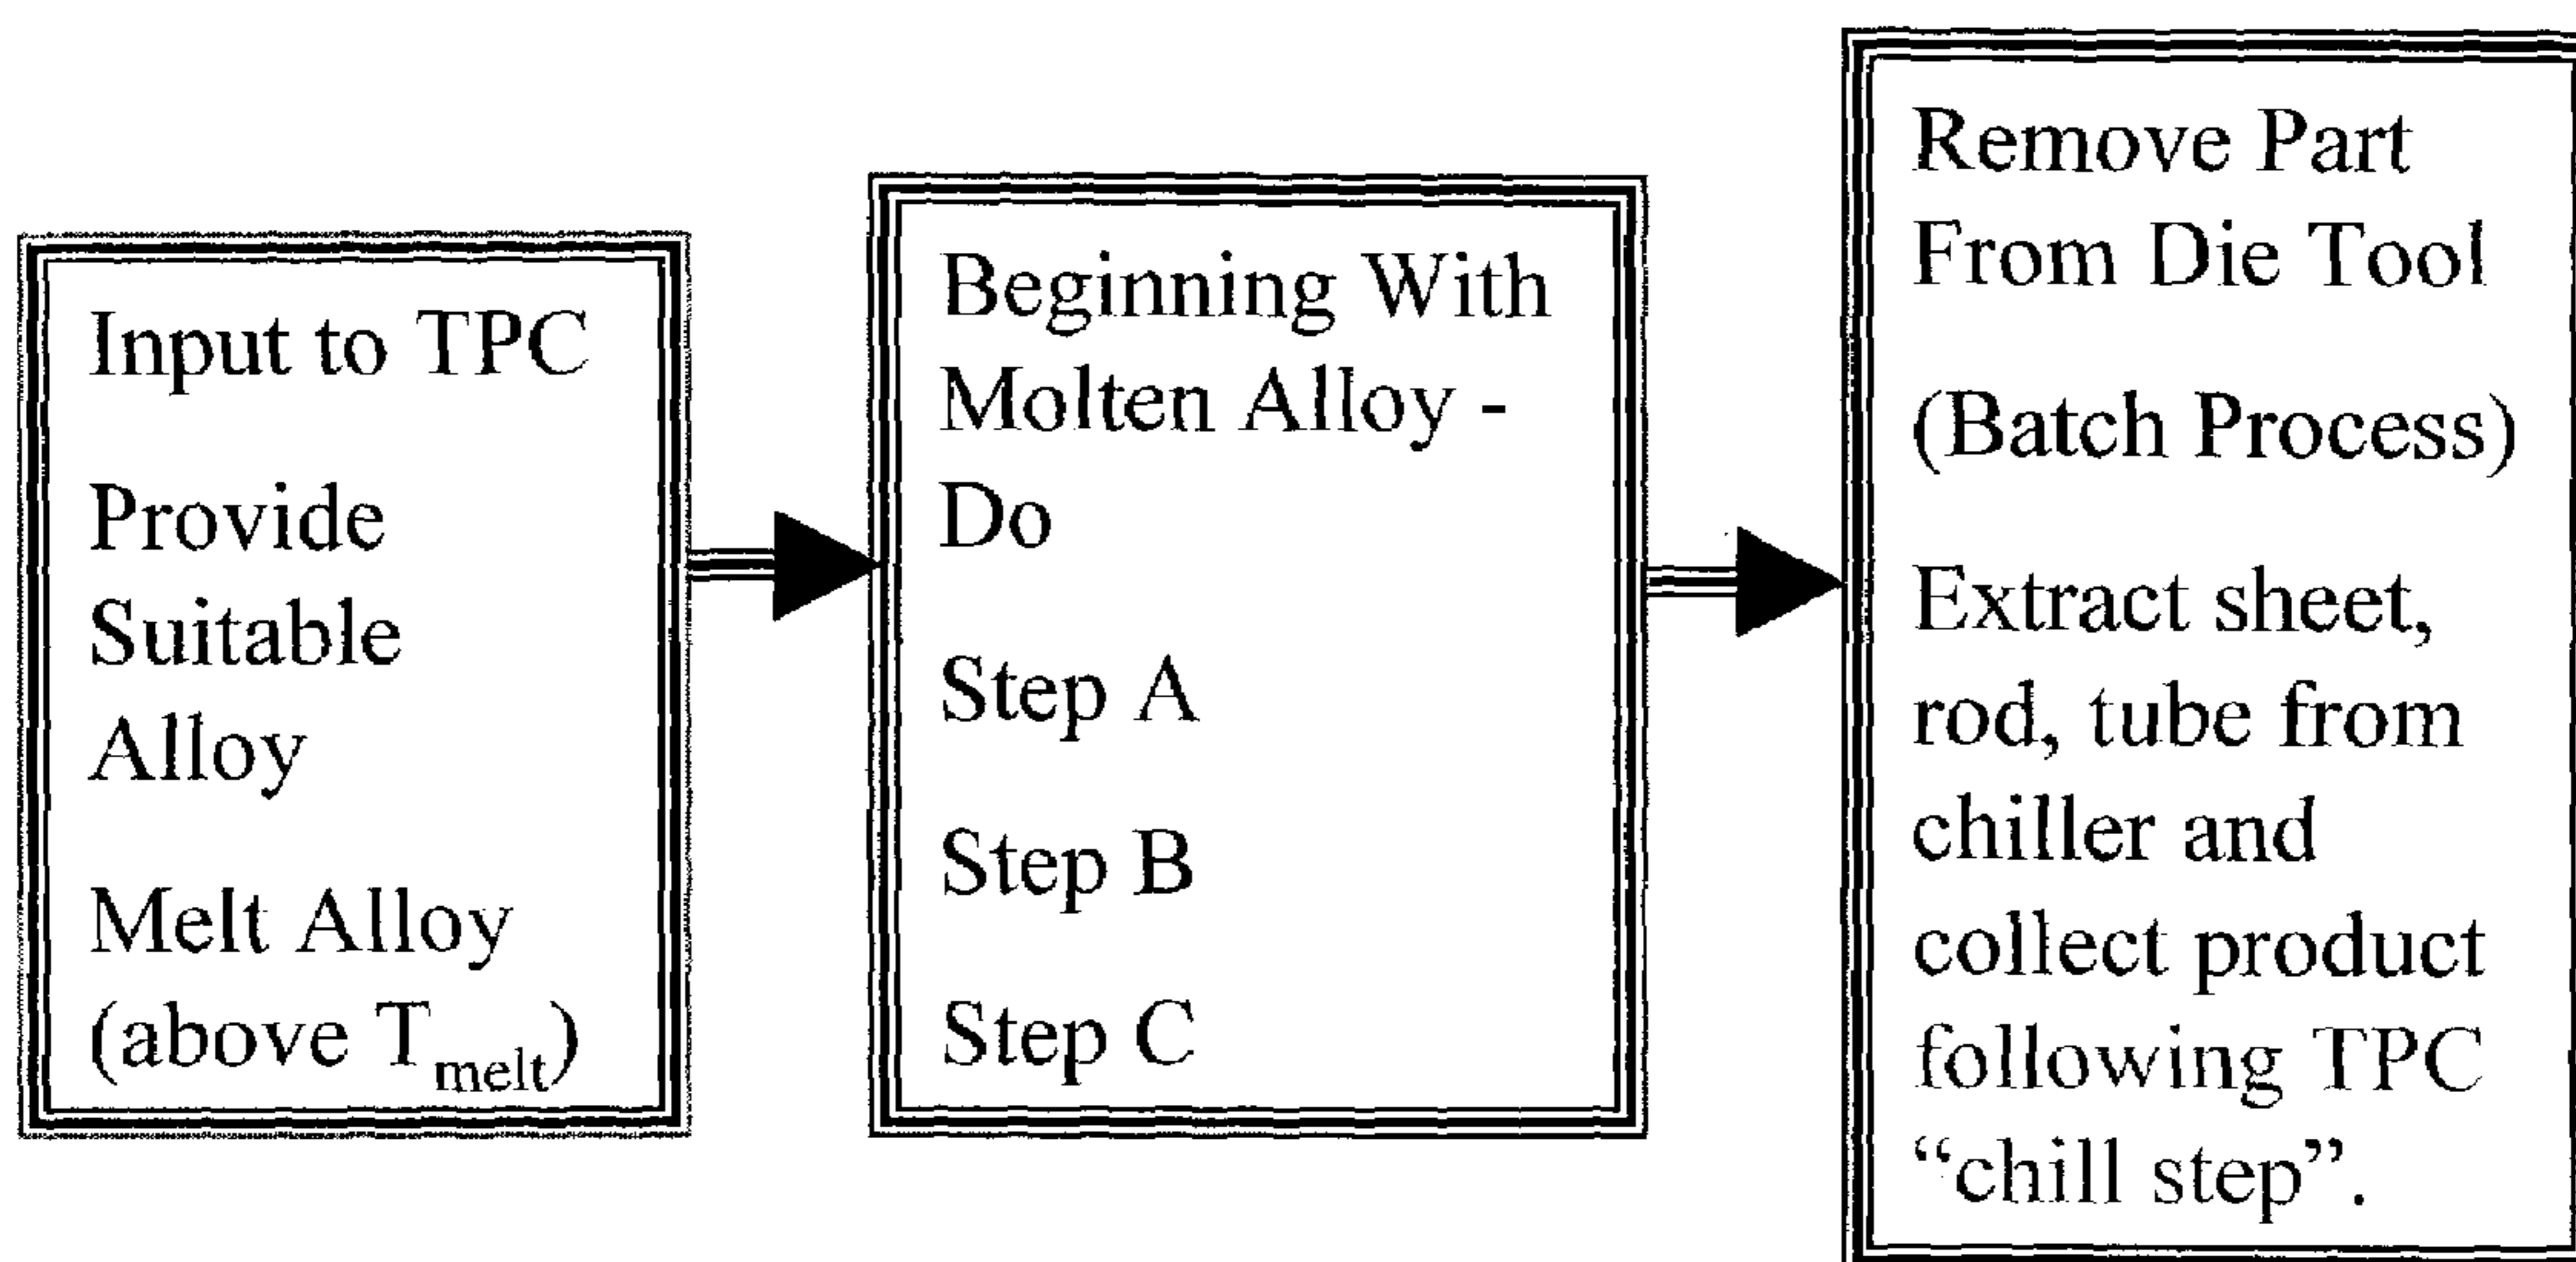 Input to TPC
Provide
Suitable
Alloy
Melt Alloy
(above T_melt)
Beginning With
Molten Alloy -
Do
Step A
Step B
Step C
Remove Part
From Die Tool
(Batch Process)
Extract sheet,
rod, tube from
chiller and
collect product
following TPC
“chill step”.